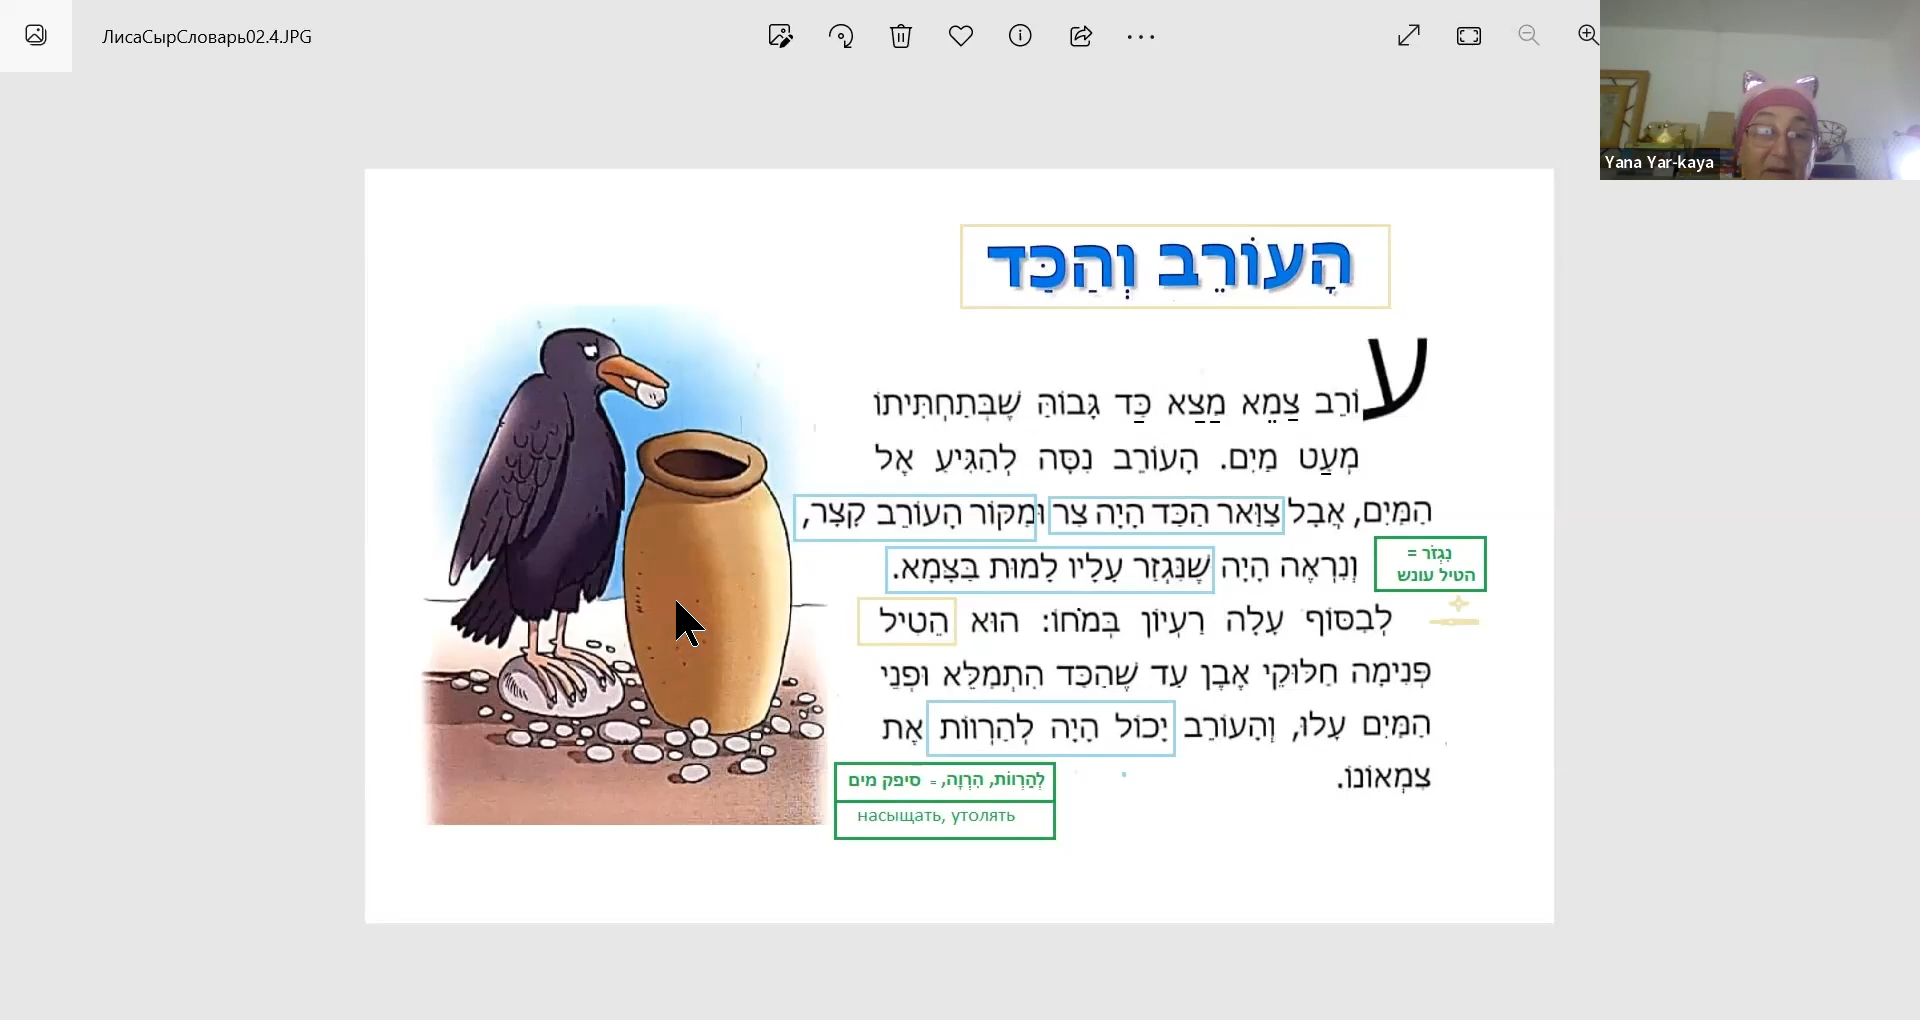 ЛисаСырСловарь02.4.JPG
Yana Yar-kaya
הָעוֹרֵב וְהַכַּד
עוֹרֵב צַמֵא מַצַא כַּד גָּבוֹהַּ שֶׁבְּתַחְתִּיתוֹ
מְעַט מַיִם. הָעוֹרֵב נִסָּה לְהַגִּיעַ אֶל
הַמַּיִם, אֲבָל צַוַּאר הַכַּד הָיָה צַר וּמַקּוֹר הָעוֹרֵב קָצָר,
וְנִרְאֶה הָיָה שֶׁנִּגְזַר עָלָיו לָמוּת בַּצָּמָא.
נִגְזֹר =
הטיל עונש
לְבַסּוֹף עָלָה רַעְיוֹן בְּמֹחוֹ: הוּא הֵטִיל
פְּנִימָה חַלּוּקֵי אֶבֶן עַד שֶׁהַכַּד הִתְמַלֵּא וּפְנֵי
הַמַּיִם עָלוּ, וְהָעוֹרֵב יָכוֹל הָיָה לְהַרְווֹת אֶת
צִמְאוֹנוֹ.
לְהַרְווֹת, הִרְוָה, = סיפק מים
насыщать, утолять